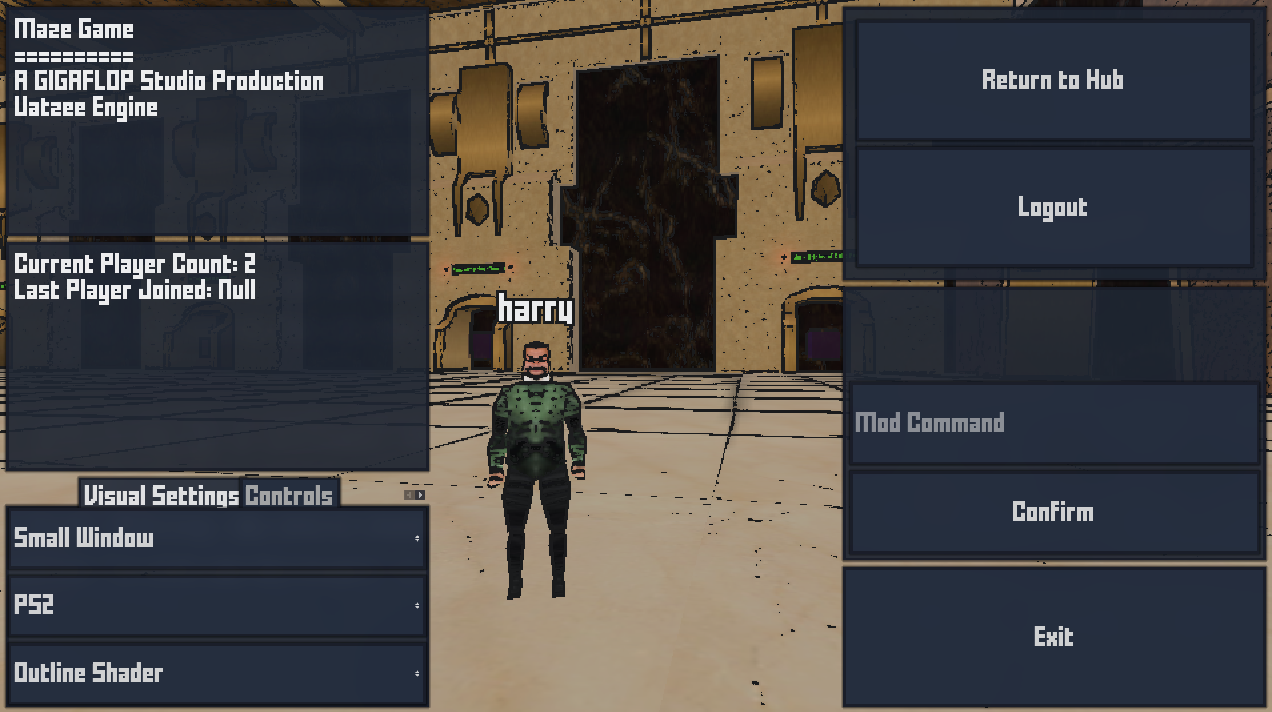 Maze Game
==========
A GIGAFLOP Studio Production
Uatzee Engine
Current Player Count: 2
Last Player Joined: Null
harry
Visual Settings
Controls
Small Window
PS2
Outline Shader
Return to Hub
Logout
Mod Command
Confirm
Exit